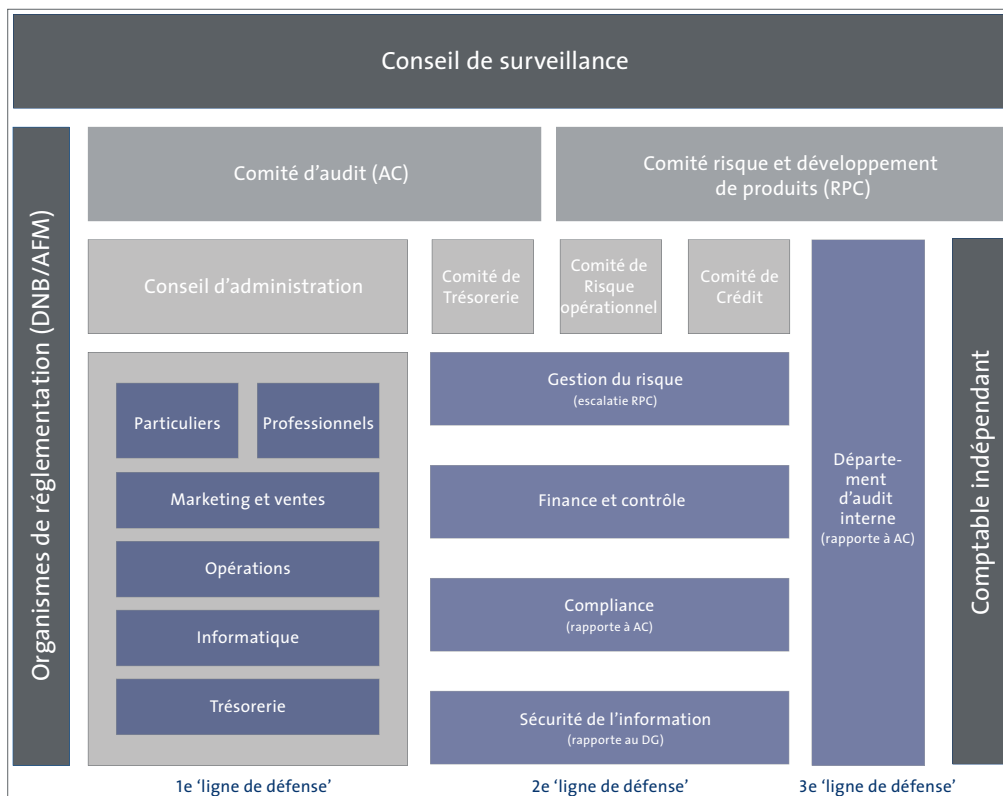 Conseil de surveillance
Organismes de réglementation (DNB/AFM)
Comité d'audit (AC)
Comité risque et développement
de produits (RPC)
Conseil d'administration
Comité de
Trésorerie
Comité de
Risque
opérationnel
Comité de
Crédit
Particuliers
Professionnels
Marketing et ventes
Opérations
Informatique
Trésorerie
Gestion du risque
(escalatie RPC)
Finance et contrôle
Compliance
(rapporte à AC)
Sécurité de l'information
(rapporte au DG)
Départe-
ment
d'audit
interne
(rapporte à AC)
Comptable indépendant
1e ‘ligne de défense’
2e ‘ligne de défense’
3e ‘ligne de défense’